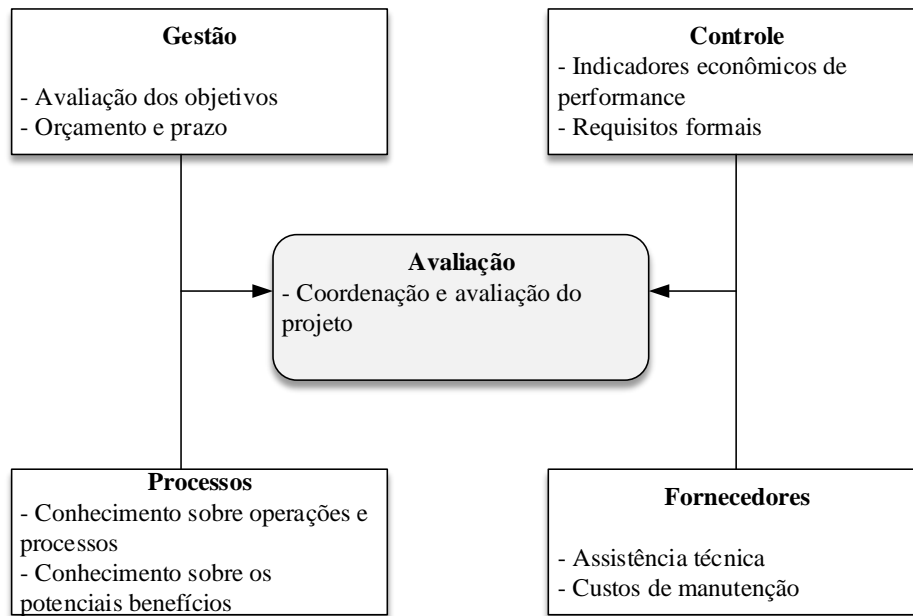 Gestão
- Avaliação dos objetivos
- Orçamento e prazo
Controle
- Indicadores econômicos de
performance
- Requisitos formais
Avaliação
- Coordenação e avaliação do
projeto
Processos
- Conhecimento sobre operações e
processos
- Conhecimento sobre os
potenciais benefícios
Fornecedores
- Assistência técnica
- Custos de manutenção